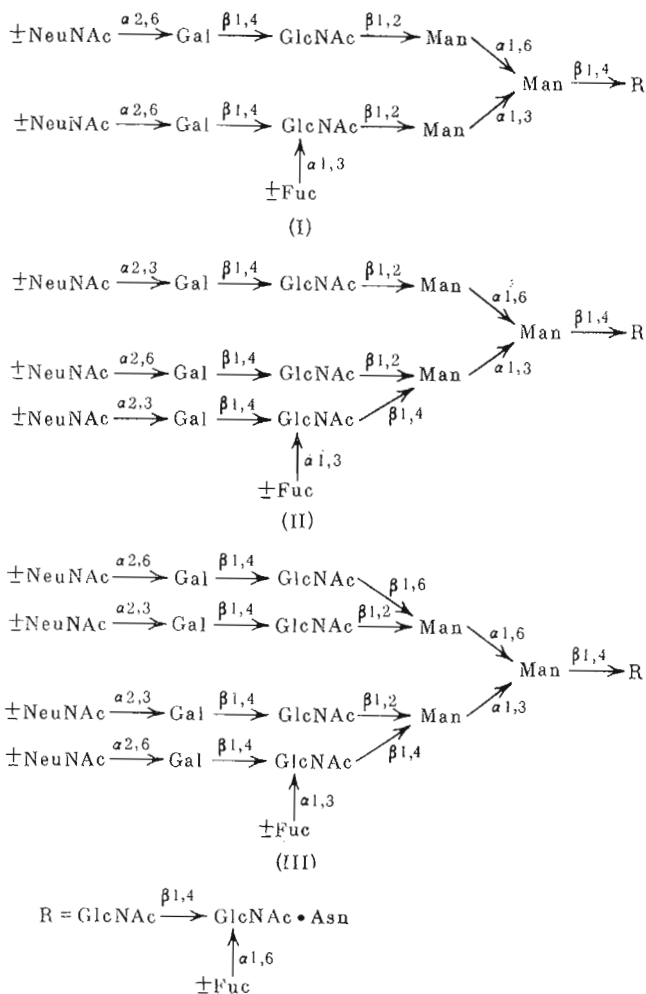 α2,6 β1,4 β1,2
±NeuNAc Gal GlcNAc Man α1,6
Man β1,4 R
α2,6 β1,4 β1,2 α1,3
±NeuNAc Gal GlcNAc Man
α1,3
±Fuc
(I)
α2,3 β1,4 β1,2
±NeuNAc Gal GlcNAc Man α1,6
Man β1,4 R
α2,6 β1,4 β1,2 α1,3
±NeuNAc Gal GlcNAc Man
α2,3 β1,4 β1,4
±NeuNAc Gal GlcNAc
α1,3
±Fuc
(II)
α2,6 β1,4 β1,6
±NeuNAc Gal GlcNAc
α2,3 β1,4 β1,2
±NeuNAc Gal GlcNAc Man α1,6
Man β1,4 R
α2,3 β1,4 β1,2 α1,3
±NeuNAc Gal GlcNAc Man
α2,6 β1,4 β1,4
±NeuNAc Gal GlcNAc
α1,3
±Fuc
(III)
β1,4
R = GlcNAc GlcNAc • Asn
α1,6
±Fuc